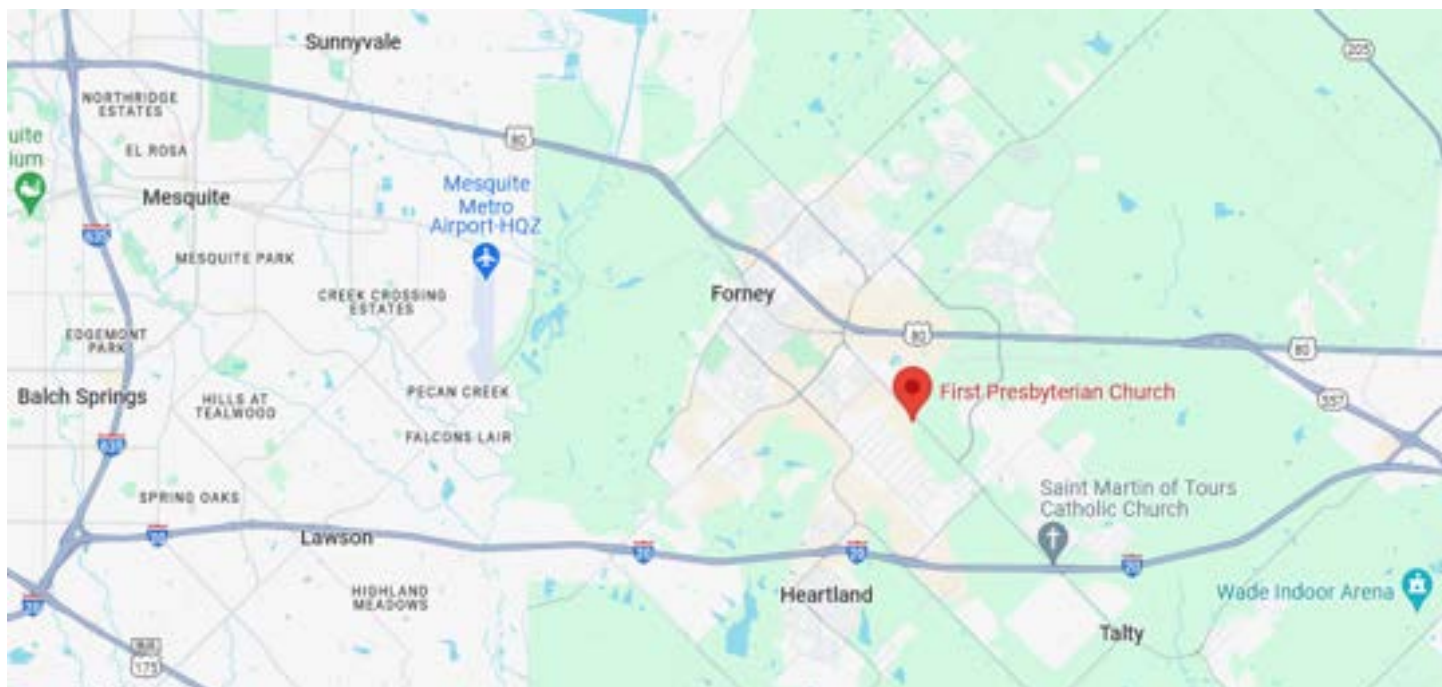 Sunnyvale
205
NORTHRIDGE
ESTATES
80
uite
ium
EL ROSA
Mesquite
Mesquite
Metro
Airport-HQZ
635
MESQUITE PARK
CREEK CROSSING
ESTATES
Forney
EDGEMONT
PARK
80
80
Balch Springs
HILLS AT
TEALWOOD
PECAN CREEK
First Presbyterian Church
557
635
FALCONS LAIR
SPRING OAKS
Saint Martin of Tours
Catholic Church
20
Lawson
20
20
20
HIGHLAND
MEADOWS
Heartland
Wade Indoor Arena
20
Talty
175